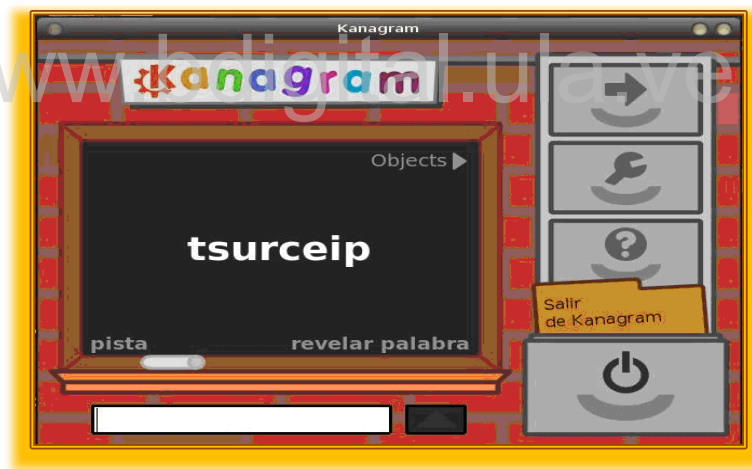 Kanagram
www.bdigital.ula.ve
Kanagram
Objects
tsurceip
pista revelar palabra
Salir
de Kanagram